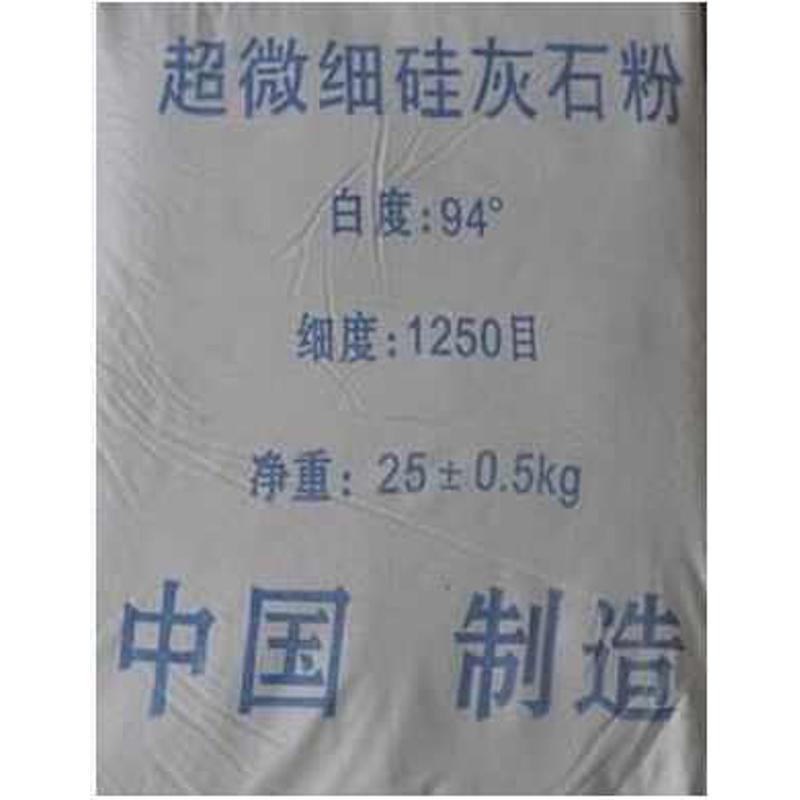 超微细硅灰石粉
白度:94°
细度:1250目
净重: 25±0.5kg
中国 制造